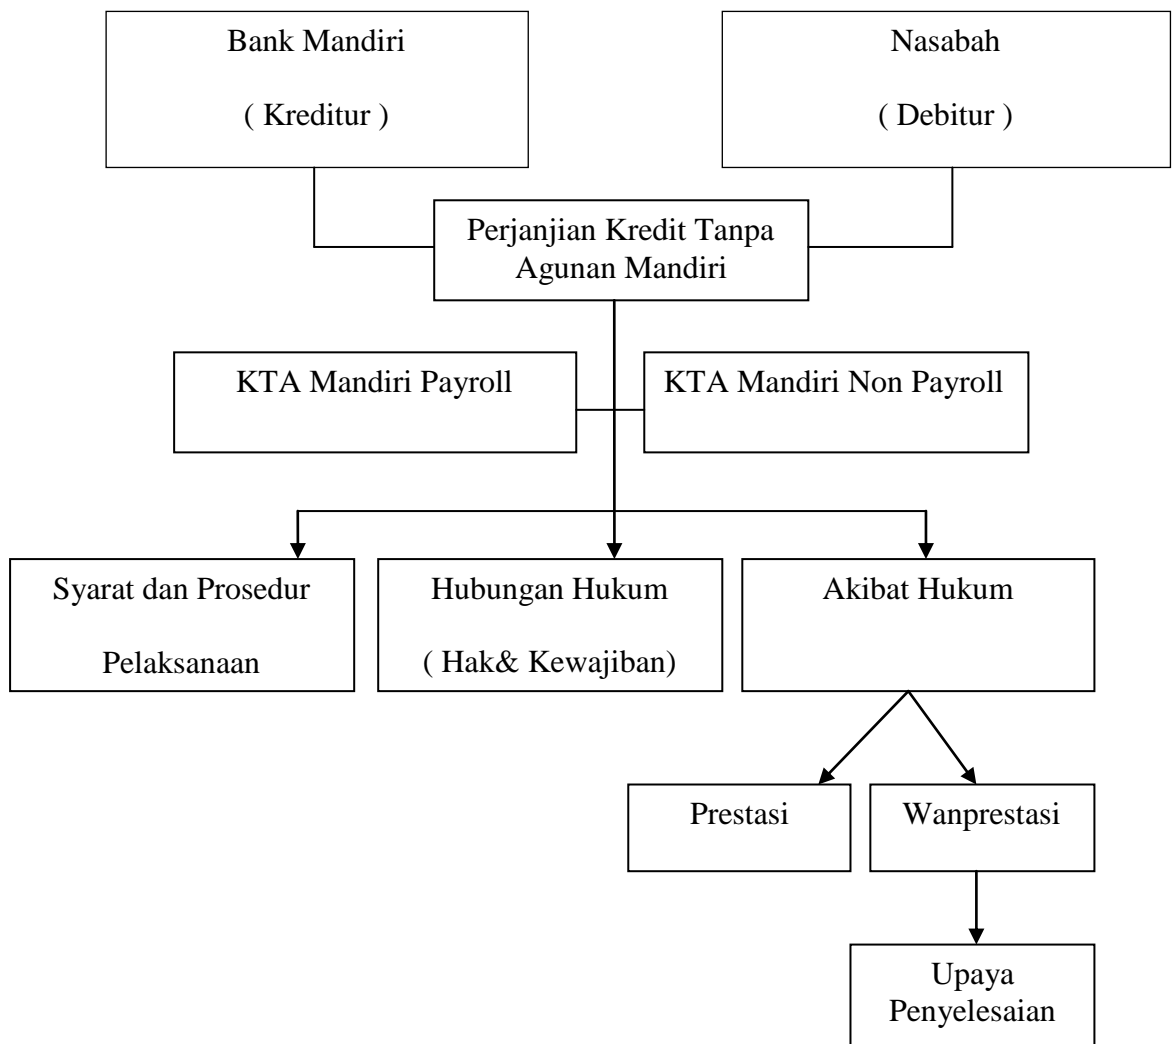 Bank Mandiri
( Kreditur )
Nasabah
( Debitur )
Perjanjian Kredit Tanpa
Agunan Mandiri
KTA Mandiri Payroll
KTA Mandiri Non Payroll
Syarat dan Prosedur
Pelaksanaan
Hubungan Hukum
( Hak& Kewajiban)
Akibat Hukum
Prestasi
Wanprestasi
Upaya
Penyelesaian